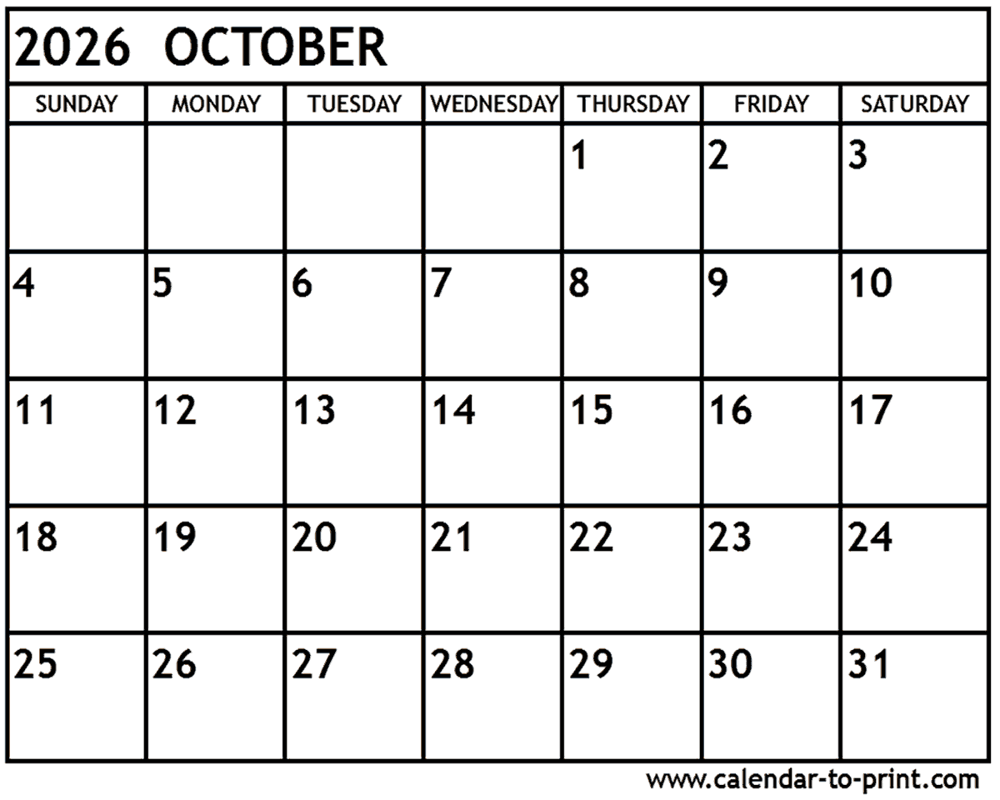 2026 OCTOBER
SUNDAY MONDAY TUESDAY WEDNESDAY THURSDAY FRIDAY SATURDAY
1 2 3
4 5 6 7 8 9 10
11 12 13 14 15 16 17
18 19 20 21 22 23 24
25 26 27 28 29 30 31
www.calendar-to-print.com